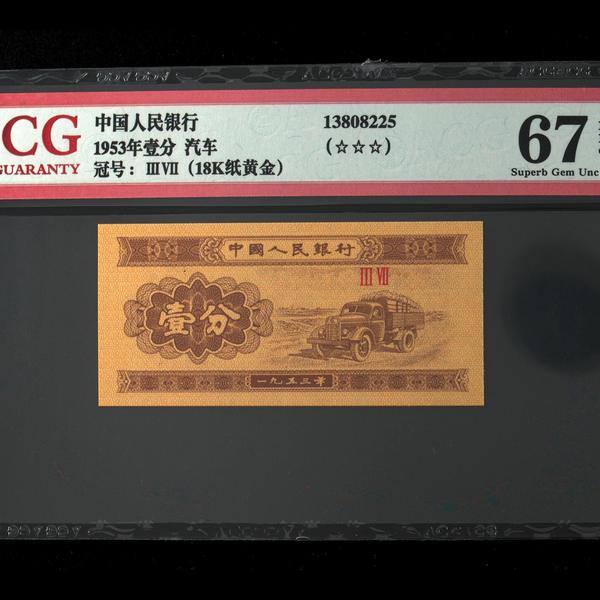 CG
GUARANTY
中国人民银行
1953年壹分 汽车
冠号：ⅢⅦ（18K纸黄金）
13808225
(☆☆☆)
67
Superb Gem Unc
中國人民銀行
III VII
壹分
一九五三年